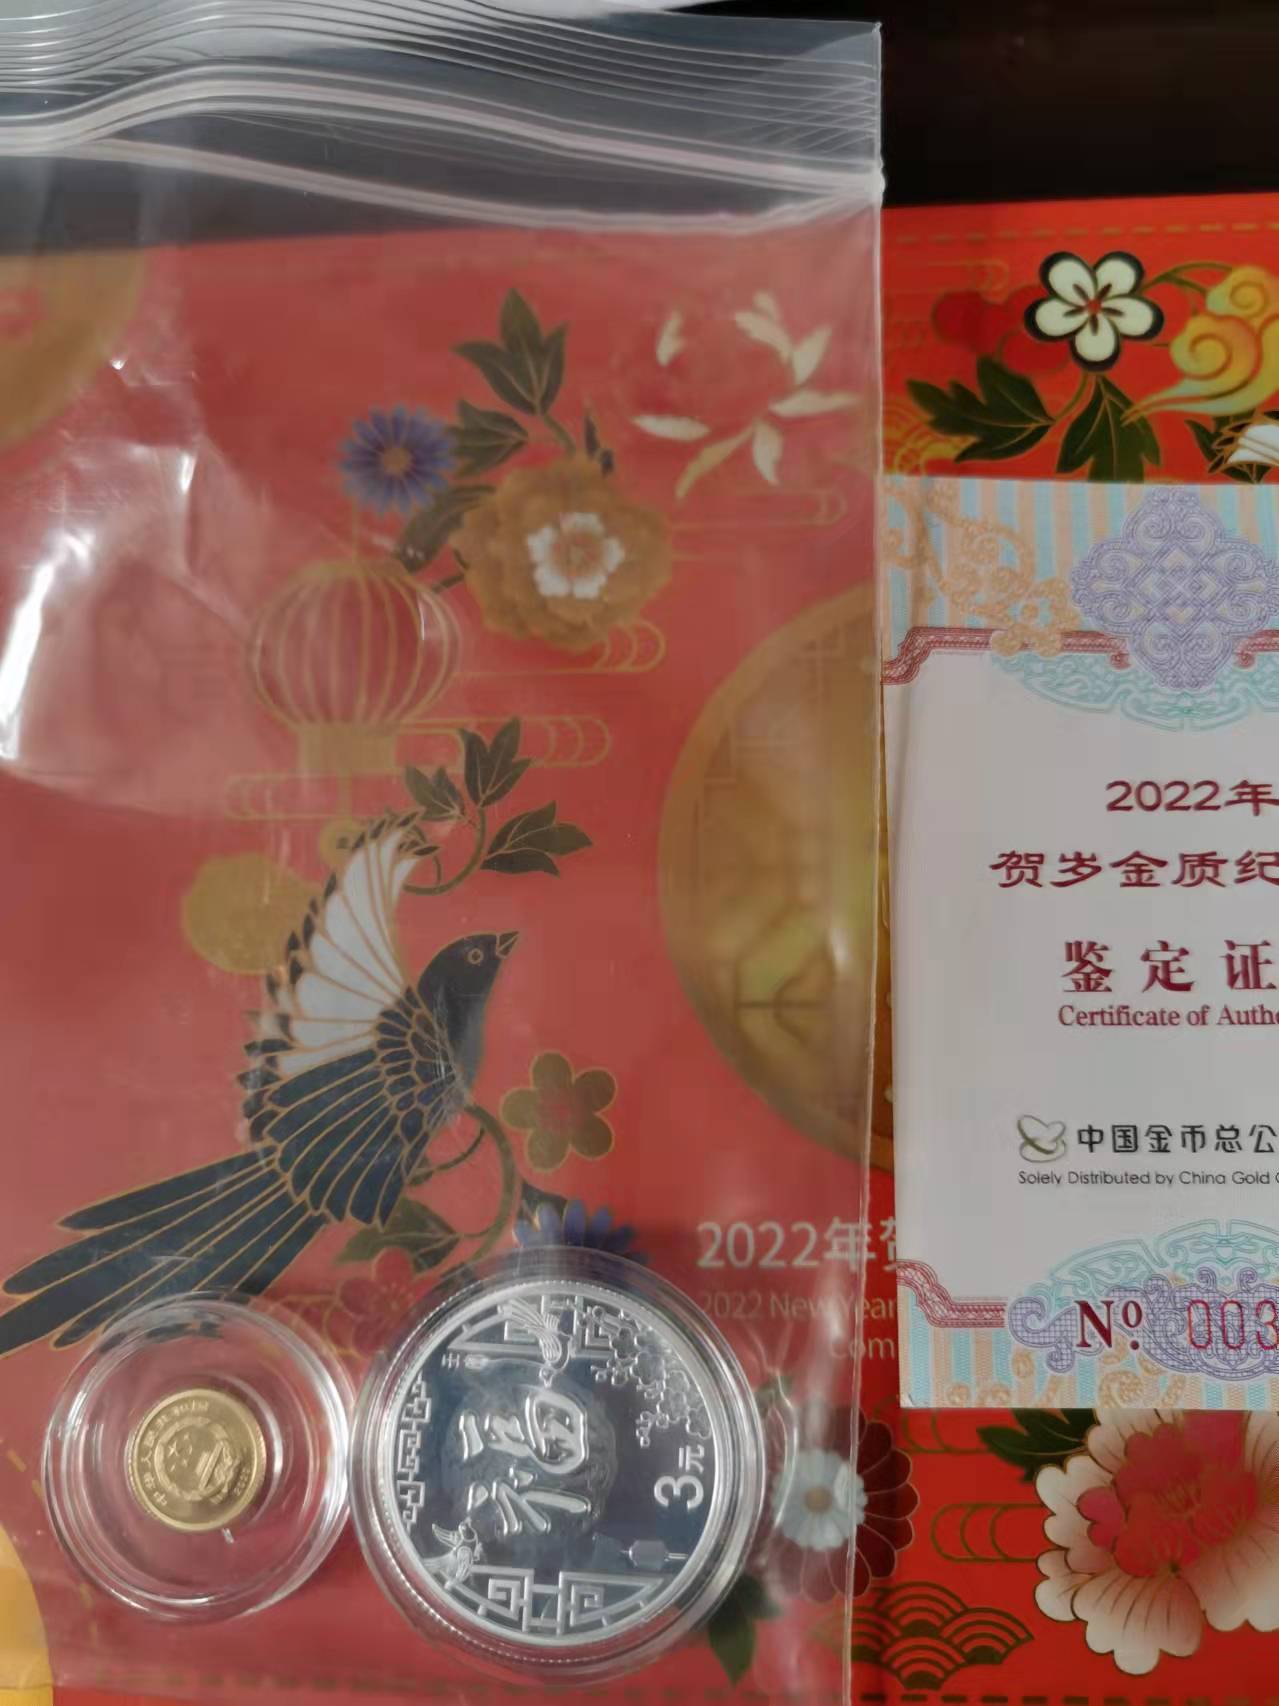 2022年
贺岁金质纪
鉴定证
Certificate of Auth
中国金币总公
Solely Distributed by China Gold
2022年贺
2022 New Year
Com
№ 003
福
3元